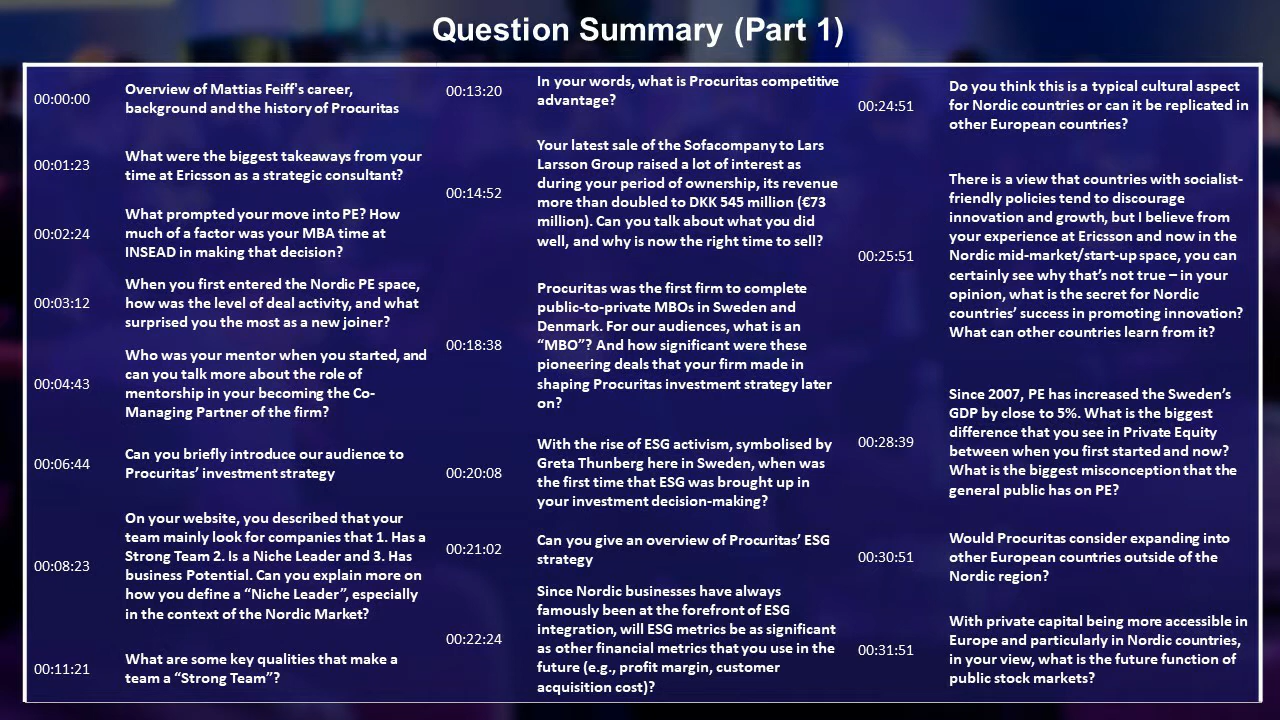 Question Summary (Part 1)
00:00:00
Overview of Mattias Feiff's career,
background and the history of Procuritas
00:01:23
What were the biggest takeaways from your
time at Ericsson as a strategic consultant?
00:02:24
What prompted your move into PE? How
much of a factor was your MBA time at
INSEAD in making that decision?
00:03:12
When you first entered the Nordic PE space,
how was the level of deal activity, and what
surprised you the most as a new joiner?
00:04:43
Who was your mentor when you started, and
can you talk more about the role of
mentorship in your becoming the Co-
Managing Partner of the firm?
00:06:44
Can you briefly introduce our audience to
Procuritas’ investment strategy
00:08:23
On your website, you described that your
team mainly look for companies that 1. Has a
Strong Team 2. Is a Niche Leader and 3. Has
business Potential. Can you explain more on
how you define a “Niche Leader”, especially
in the context of the Nordic Market?
00:11:21
What are some key qualities that make a
team a “Strong Team”?
00:13:20
In your words, what is Procuritas competitive
advantage?
00:14:52
Your latest sale of the Sofacompany to Lars
Larsson Group raised a lot of interest as
during your period of ownership, its revenue
more than doubled to DKK 545 million (€73
million). Can you talk about what you did
well, and why is now the right time to sell?
00:18:38
Procuritas was the first firm to complete
public-to-private MBOs in Sweden and
Denmark. For our audiences, what is an
“MBO”? And how significant were these
pioneering deals that your firm made in
shaping Procuritas investment strategy later
on?
00:20:08
With the rise of ESG activism, symbolised by
Greta Thunberg here in Sweden, when was
the first time that ESG was brought up in
your investment decision-making?
00:21:02
Can you give an overview of Procuritas’ ESG
strategy
00:22:24
Since Nordic businesses have always
famously been at the forefront of ESG
integration, will ESG metrics be as significant
as other financial metrics that you use in the
future (e.g., profit margin, customer
acquisition cost)?
00:24:51
Do you think this is a typical cultural aspect
for Nordic countries or can it be replicated in
other European countries?
00:25:51
There is a view that countries with socialist-
friendly policies tend to discourage
innovation and growth, but I believe from
your experience at Ericsson and now in the
Nordic mid-market/start-up space, you can
certainly see why that’s not true – in your
opinion, what is the secret for Nordic
countries’ success in promoting innovation?
What can other countries learn from it?
00:28:39
Since 2007, PE has increased the Sweden’s
GDP by close to 5%. What is the biggest
difference that you see in Private Equity
between when you first started and now?
What is the biggest misconception that the
general public has on PE?
00:30:51
Would Procuritas consider expanding into
other European countries outside of the
Nordic region?
00:31:51
With private capital being more accessible in
Europe and particularly in Nordic countries,
in your view, what is the future function of
public stock markets?